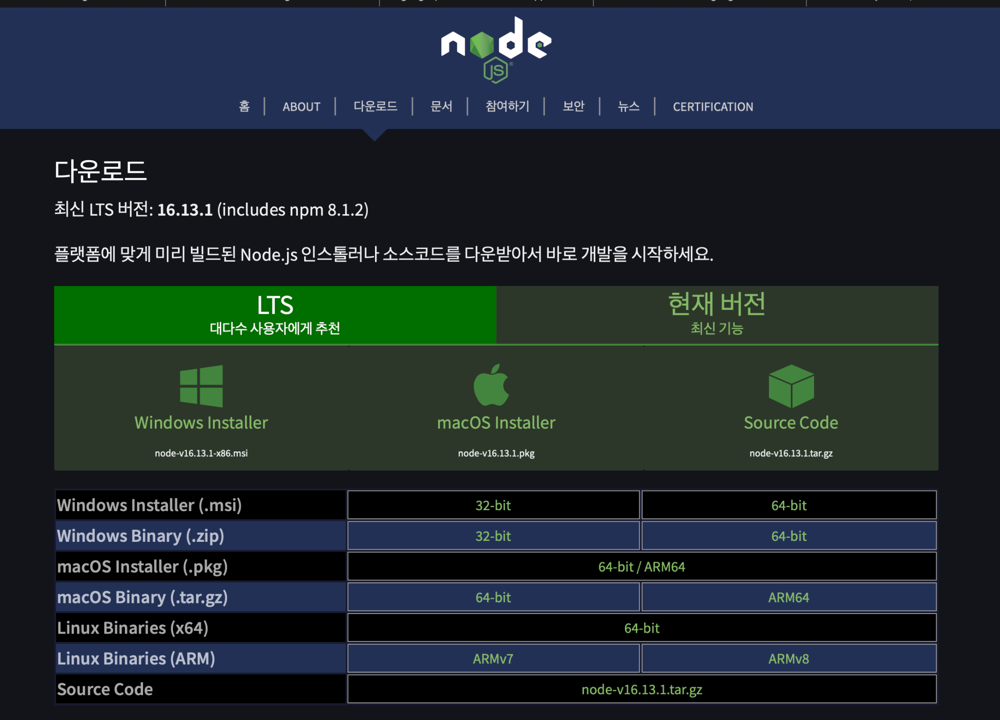 node
JS®
홈 ABOUT 다운로드 문서 참여하기 보안 뉴스 CERTIFICATION
다운로드
최신 LTS 버전: 16.13.1 (includes npm 8.1.2)
플랫폼에 맞게 미리 빌드된 Node.js 인스톨러나 소스코드를 다운받아서 바로 개발을 시작하세요.
LTS
대다수 사용자에게 추천
현재 버전
최신 기능
Windows Installer
node-v16.13.1-x86.msi
macOS Installer
node-v16.13.1.pkg
Source Code
node-v16.13.1.tar.gz
Windows Installer (.msi) 32-bit 64-bit
Windows Binary (.zip) 32-bit 64-bit
macOS Installer (.pkg) 64-bit / ARM64
macOS Binary (.tar.gz) 64-bit ARM64
Linux Binaries (x64) 64-bit
Linux Binaries (ARM) ARMv7 ARMv8
Source Code node-v16.13.1.tar.gz